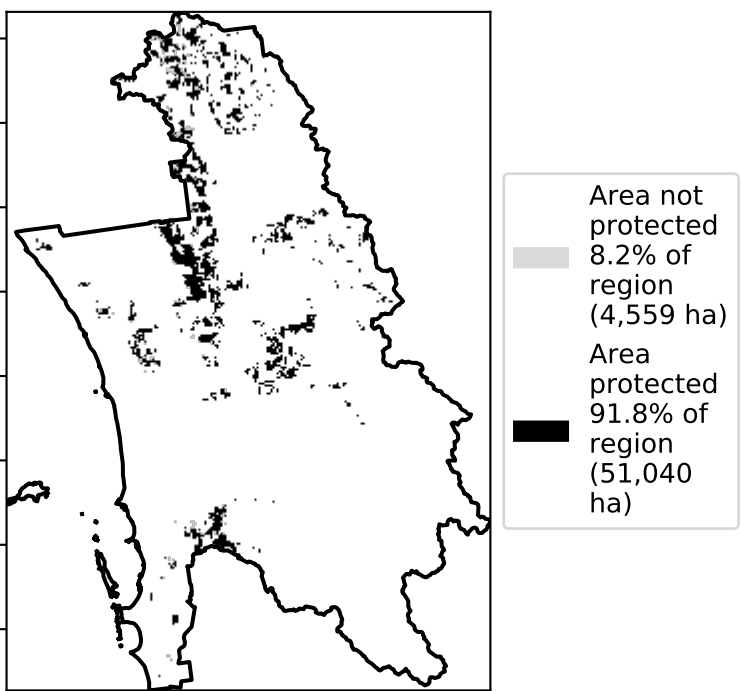 Area not
protected
8.2% of
region
(4,559 ha)
Area
protected
91.8% of
region
(51,040
ha)